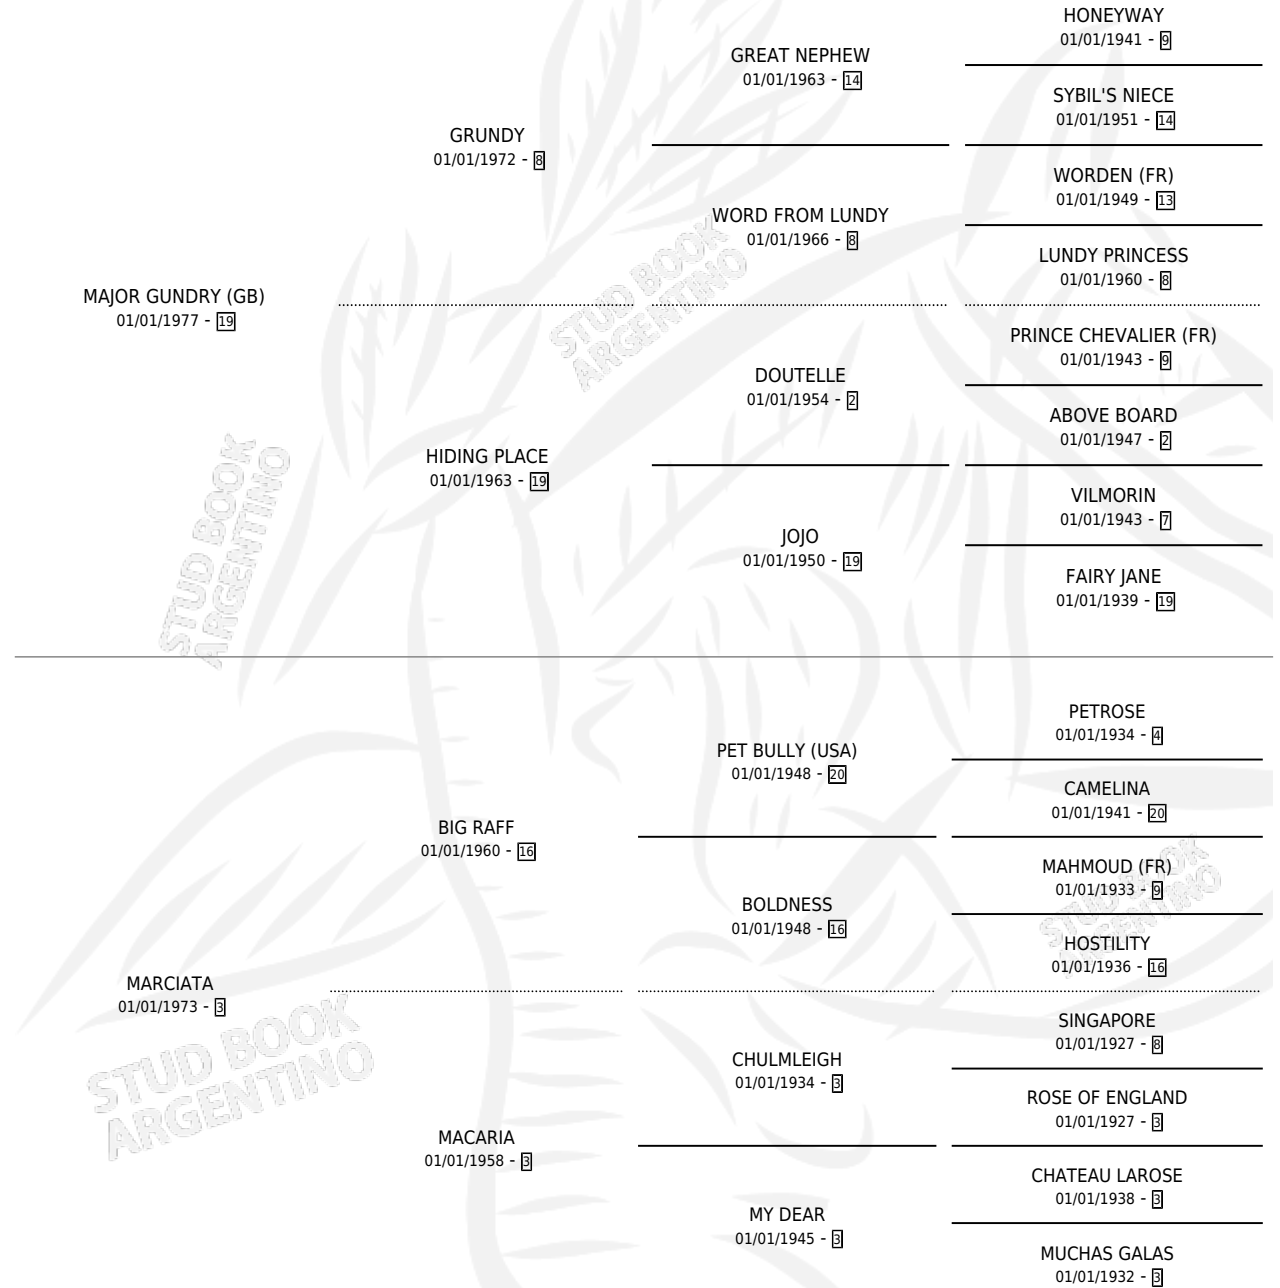 HONEYWAY
01/01/1941 - 9
GREAT NEPHEW
01/01/1963 - 14
SYBIL'S NIECE
01/01/1951 - 14
GRUNDY
01/01/1972 - 8
WORDEN (FR)
01/01/1949 - 13
WORD FROM LUNDY
01/01/1966 - 8
LUNDY PRINCESS
01/01/1960 - 8
MAJOR GUNDRY (GB)
01/01/1977 - 19
STUD BOOK
ARGENTINO
PRINCE CHEVALIER (FR)
01/01/1943 - 9
DOUTELLE
01/01/1954 - 2
ABOVE BOARD
01/01/1947 - 2
HIDING PLACE
01/01/1963 - 19
VILMORIN
01/01/1943 - 7
JOJO
01/01/1950 - 19
FAIRY JANE
01/01/1939 - 19
STUD BOOK
ARGENTINO
PETROSE
01/01/1934 - 4
PET BULLY (USA)
01/01/1948 - 20
CAMELINA
01/01/1941 - 20
BIG RAFF
01/01/1960 - 16
MAHMOUD (FR)
01/01/1933 - 9
BOLDNESS
01/01/1948 - 16
HOSTILITY
01/01/1936 - 16
STUD BOOK
ARGENTINO
MARCIATA
01/01/1973 - 3
SINGAPORE
01/01/1927 - 8
CHULMLEIGH
01/01/1934 - 3
ROSE OF ENGLAND
01/01/1927 - 3
STUD BOOK
ARGENTINO
MACARIA
01/01/1958 - 3
CHATEAU LAROSE
01/01/1938 - 3
MY DEAR
01/01/1945 - 3
MUCHAS GALAS
01/01/1932 - 3